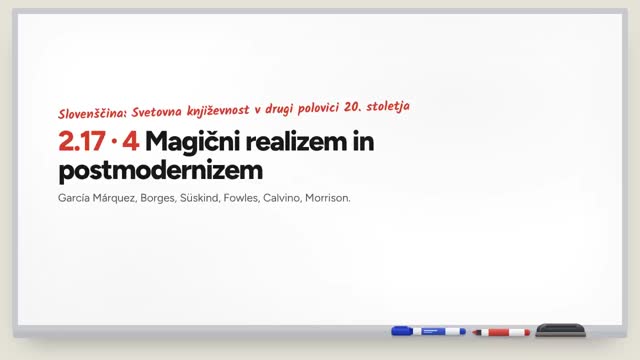 Slovenščina: Svetovna književnost v drugi polovici 20. stoletja
2.17 · 4 Magični realizem in
postmodernizem
García Márquez, Borges, Süskind, Fowles, Calvino, Morrison.